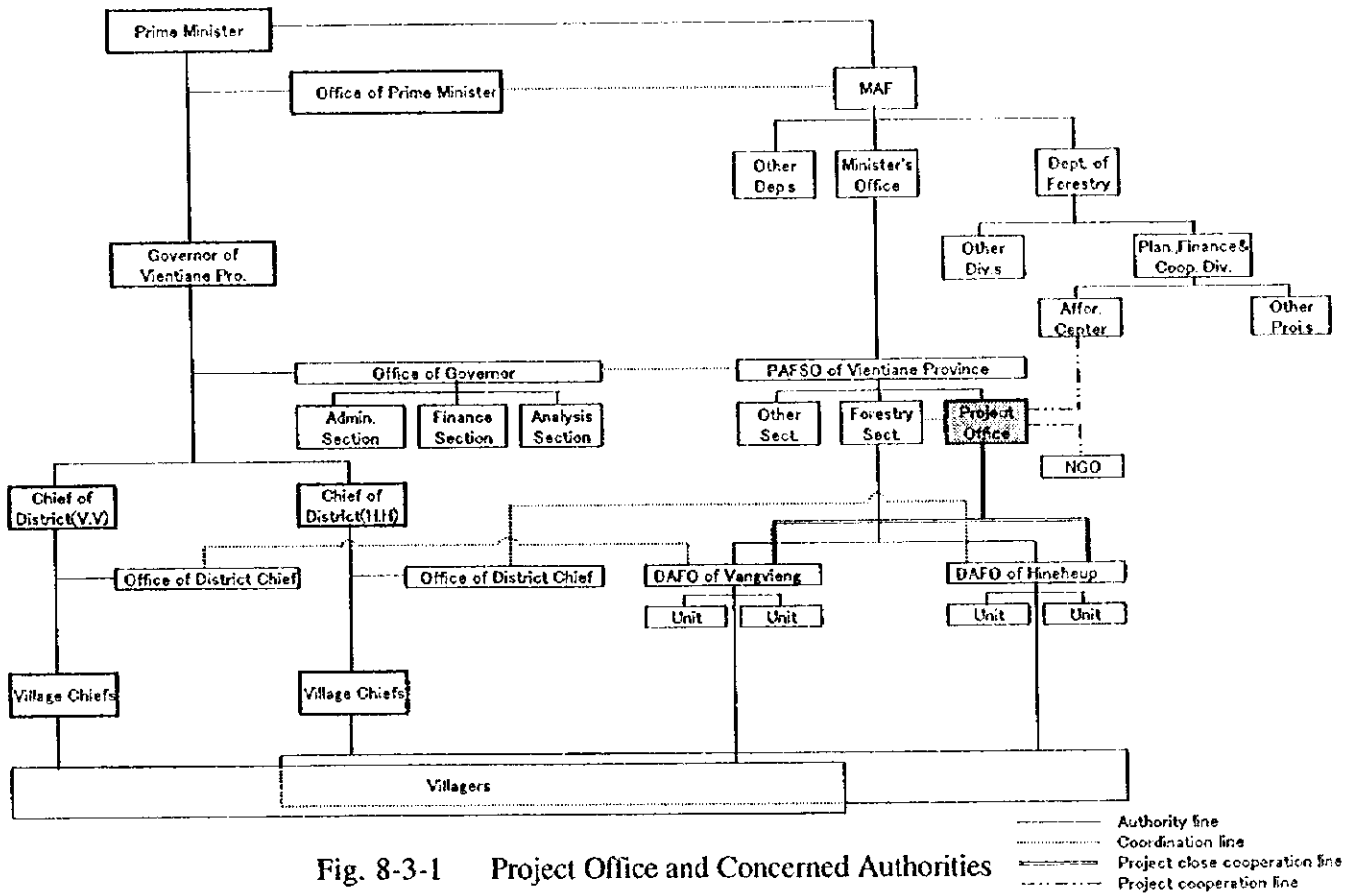 Prime Minister
Office of Prime Minister
MAF
Other
Dep.s
Minister's
Office
Dept. of
Forestry
Governor of
Vientiane Pro.
Other
Div.s
Plan.,Finance &
Coop. Div.
Affor.
Center
Other
Proj.s
Office of Governor
PAFSO of Vientiane Province
Admin.
Section
Finance
Section
Analysis
Section
Other
Sect.
Forestry
Sect.
Project
Office
NGO
Chief of
District(V.V)
Chief of
District(H.H)
Office of District Chief
Office of District Chief
DAFO of Vangvieng
DAFO of Hineheup
Unit
Unit
Unit
Unit
Village Chiefs
Village Chiefs
Villagers
Authority line
Coordination line
Project close cooperation line
Project cooperation line
Fig. 8-3-1 Project Office and Concerned Authorities